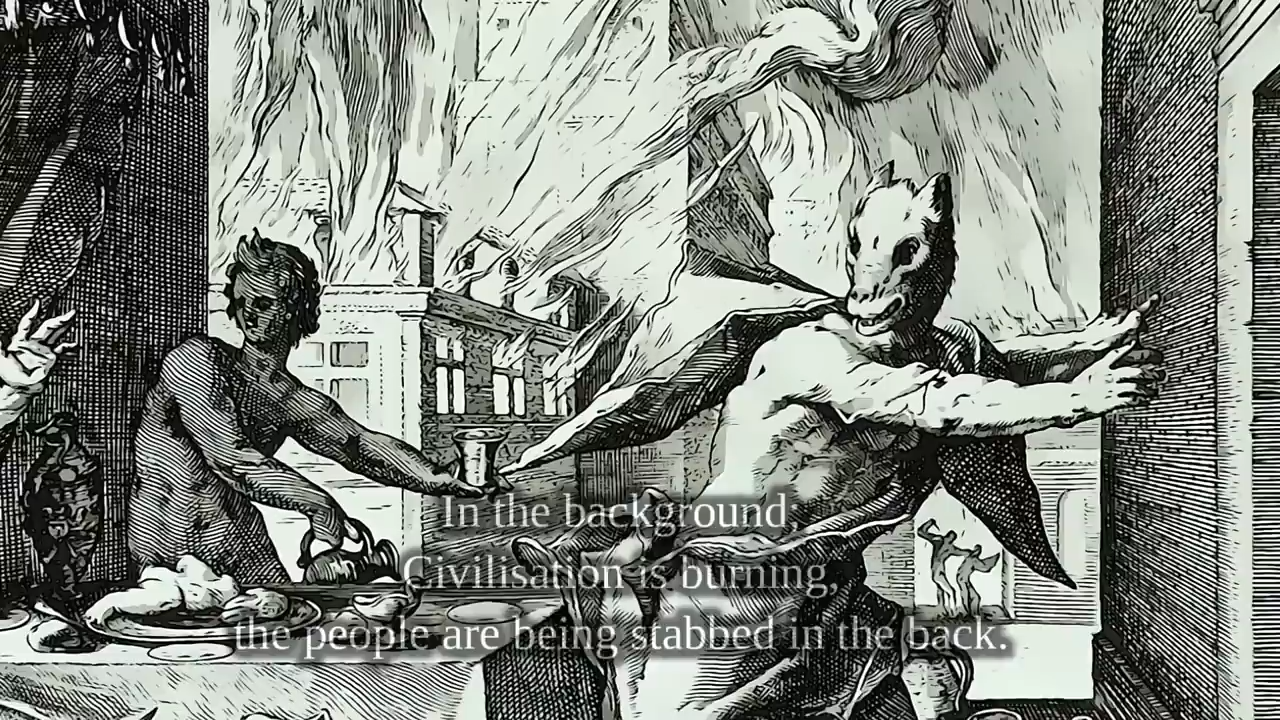 In the background,
Civilisation is burning,
the people are being stabbed in the back.